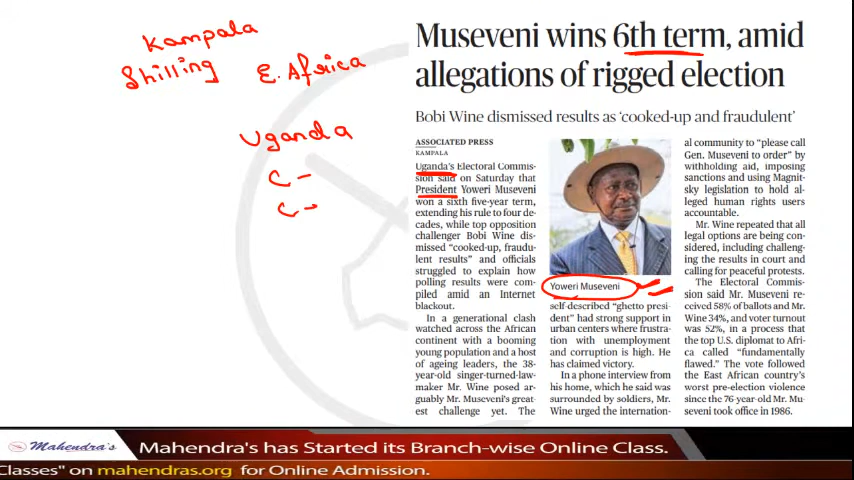 Kampala
Shilling E. Africa
Uganda
C -
C -
Museveni wins 6th term, amid
allegations of rigged election
Bobi Wine dismissed results as ‘cooked-up and fraudulent’
ASSOCIATED PRESS
KAMPALA
Uganda's Electoral Commis-
sion said on Saturday that
President Yoweri Museveni
won a sixth five-year term,
extending his rule to four de-
cades, while top opposition
challenger Bobi Wine dis-
missed “cooked-up, fraudu-
lent results” and officials
struggled to explain how
polling results were com-
piled amid an Internet
blackout.
In a generational clash
watched across the African
continent with a booming
young population and a host
of ageing leaders, the 38-
year-old singer-turned-law-
maker Mr. Wine posed ar-
guably Mr. Museveni's great-
est challenge yet. The
Yoweri Museveni
self-described “ghetto presi-
dent” had strong support in
urban centers where frustra-
tion with unemployment
and corruption is high. He
has claimed victory.
In a phone interview from
his home, which he said was
surrounded by soldiers, Mr.
Wine urged the internation-
al community to “please call
Gen. Museveni to order” by
withholding aid, imposing
sanctions and using Magnit-
sky legislation to hold al-
leged human rights users
accountable.
Mr. Wine repeated that all
legal options are being con-
sidered, including challeng-
ing the results in court and
calling for peaceful protests.
The Electoral Commis-
sion said Mr. Museveni re-
ceived 58% of ballots and Mr.
Wine 34%, and voter turnout
was 52%, in a process that
the top U.S. diplomat to Afri-
ca called “fundamentally
flawed.” The vote followed
the East African country's
worst pre-election violence
since the 76-year-old Mr. Mu-
seveni took office in 1986.
Mahendra's
Mahendra's has Started its Branch-wise Online Class.
Classes" on mahendras.org for Online Admission.